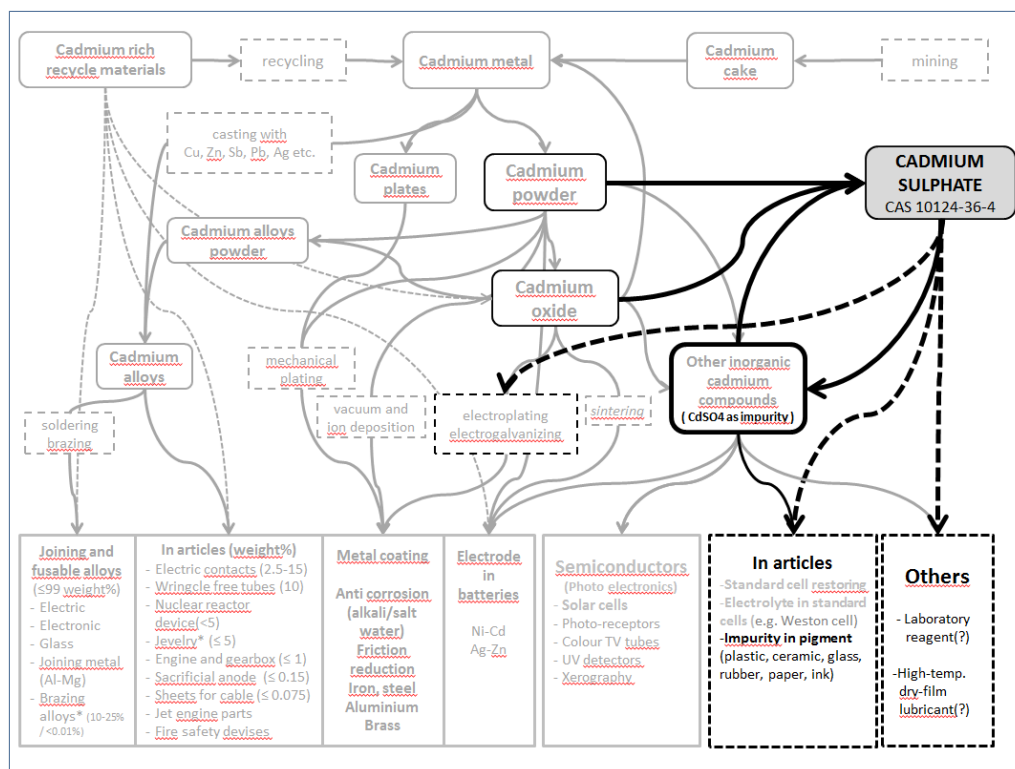 Cadmium rich
recycle materials
recycling
Cadmium metal
Cadmium
cake
mining
casting with
Cu, Zn, Sb, Pb, Ag etc.
Cadmium
plates
Cadmium
powder
CADMIUM
SULPHATE
CAS 10124-36-4
Cadmium alloys
powder
Cadmium
oxide
Cadmium
alloys
mechanical
plating
Other inorganic
cadmium
compounds
( CdSO4 as impurity)
soldering
brazing
vacuum and
ion deposition
electroplating
electrogalvanizing
sintering
Joining and
fusable alloys
(≤99 weight%)
- Electric
- Electronic
- Glass
- Joining metal
(Al-Mg)
- Brazing
alloys* (10-25%
/ <0.01%)
In articles (weight%)
- Electric contacts (2.5-15)
- Wringcle free tubes (10)
- Nuclear reactor
device(<5)
- Jevelry* (≤ 5)
- Engine and gearbox (≤ 1)
- Sacrificial anode (≤ 0.15)
- Sheets for cable (≤ 0.075)
- Jet engine parts
- Fire safety devises
Metal coating
Anti corrosion
(alkali/salt
water)
Friction
reduction
Iron, steel
Aluminium
Brass
Electrode in
batteries
Ni-Cd
Ag-Zn
Semiconductors
(Photo electronics)
- Solar cells
- Photo-receptors
- Colour TV tubes
- UV detectors
- Xerography
In articles
-Standard cell restoring
-Electrolyte in standard
cells (e.g. Weston cell)
-Impurity in pigment
(plastic, ceramic, glass,
rubber, paper, ink)
Others
- Laboratory
reagent(?)
-High-temp.
dry-film
lubricant(?)